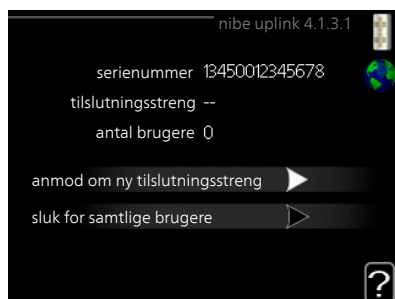 nibe uplink 4.1.3.1
serienummer 13450012345678
tilslutningsstreng --
antal brugere 0
anmod om ny tilslutningsstreng
sluk for samtlige brugere
?